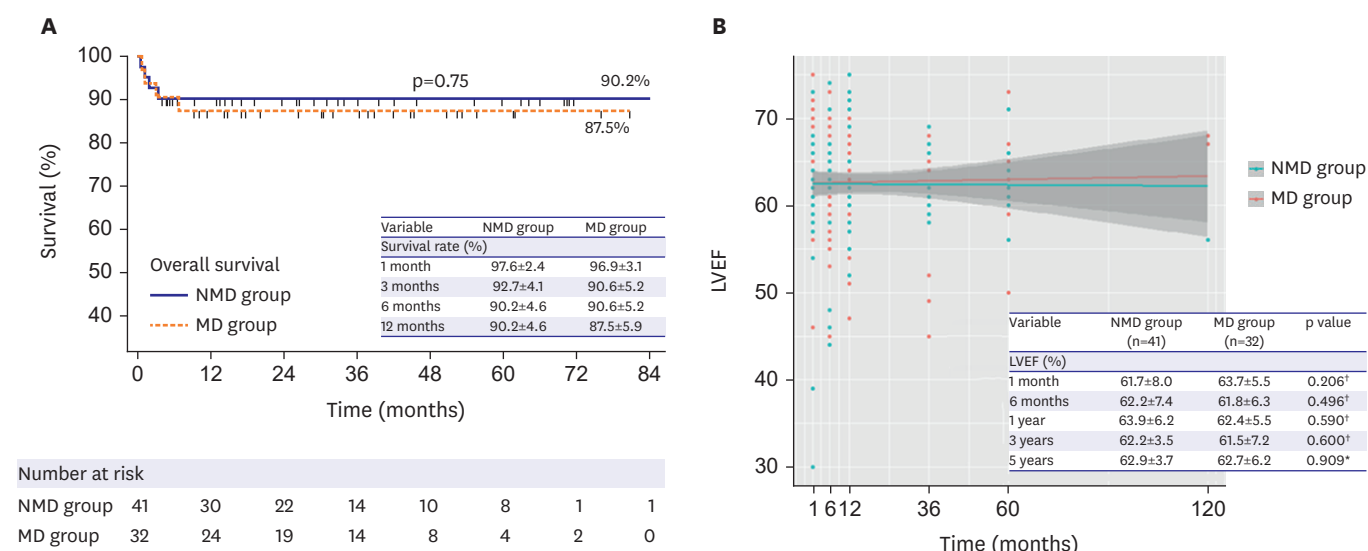 A
100
90
80
70
60
50
40
Survival (%)
p=0.75
90.2%
87.5%
Overall survival
NMD group
MD group
Variable NMD group MD group
Survival rate (%)
1 month 97.6±2.4 96.9±3.1
3 months 92.7±4.1 90.6±5.2
6 months 90.2±4.6 90.6±5.2
12 months 90.2±4.6 87.5±5.9
0 12 24 36 48 60 72 84
Time (months)
Number at risk
NMD group 41 30 22 14 10 8 1 1
MD group 32 24 19 14 8 4 2 0
B
70
60
50
40
30
LVEF
NMD group
MD group
Variable NMD group MD group p value
(n=41) (n=32)
LVEF (%)
1 month 61.7±8.0 63.7±5.5 0.206†
6 months 62.2±7.4 61.8±6.3 0.496†
1 year 63.9±6.2 62.4±5.5 0.590†
3 years 62.2±3.5 61.5±7.2 0.600†
5 years 62.9±3.7 62.7±6.2 0.909*
1 6 12 36 60 120
Time (months)